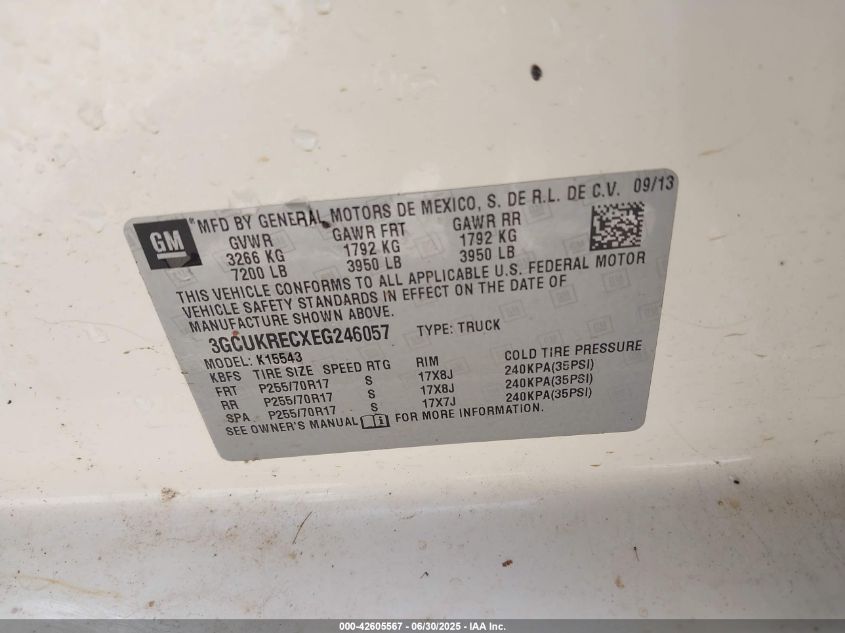 GM
MFD BY GENERAL MOTORS DE MEXICO, S. DE R.L. DE C.V. 09/13
GVWR GAWR FRT GAWR RR
3266 KG 1792 KG 1792 KG
7200 LB 3950 LB 3950 LB
THIS VEHICLE CONFORMS TO ALL APPLICABLE U.S. FEDERAL MOTOR
VEHICLE SAFETY STANDARDS IN EFFECT ON THE DATE OF
MANUFACTURE SHOWN ABOVE.
3GCUKRECXEG246057 TYPE: TRUCK
MODEL: K15543
KBFS TIRE SIZE SPEED RTG RIM COLD TIRE PRESSURE
FRT P255/70R17 S 17X8J 240KPA(35PSI)
RR P255/70R17 S 17X8J 240KPA(35PSI)
SPA P255/70R17 S 17X7J 240KPA(35PSI)
SEE OWNER'S MANUAL FOR MORE INFORMATION.
000-42605567 - 06/30/2025 - IAA Inc.